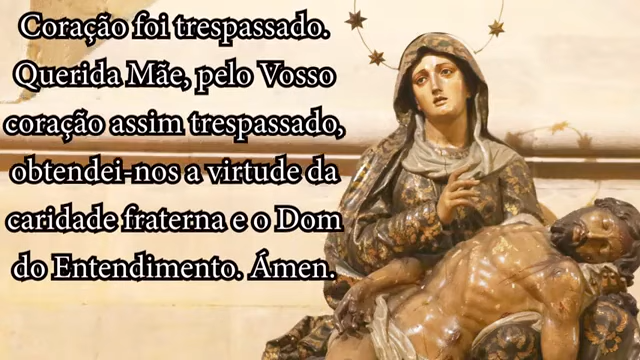 Coração foi trespassado.
Querida Mãe, pelo Vosso
coração assim trespassado,
obtendei-nos a virtude da
caridade fraterna e o Dom
do Entendimento. Ámen.